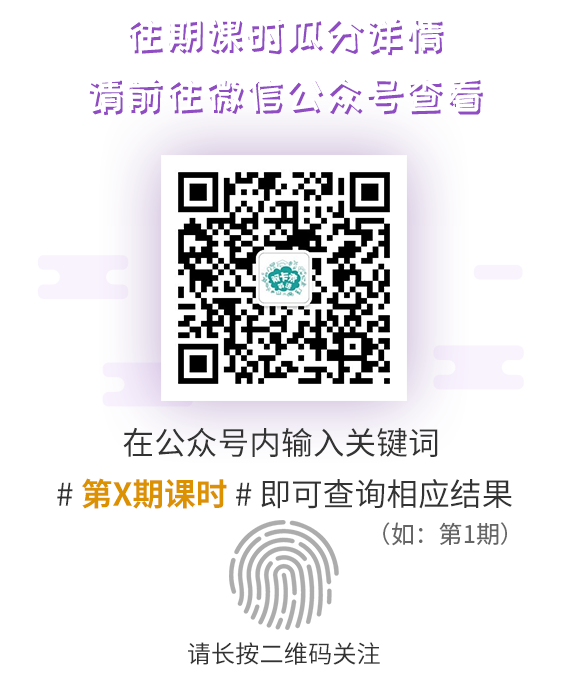 往期课时瓜分详情
请前往微信公众号查看
在公众号内输入关键词
# 第X期课时 # 即可查询相应结果
（如：第1期）
请长按二维码关注